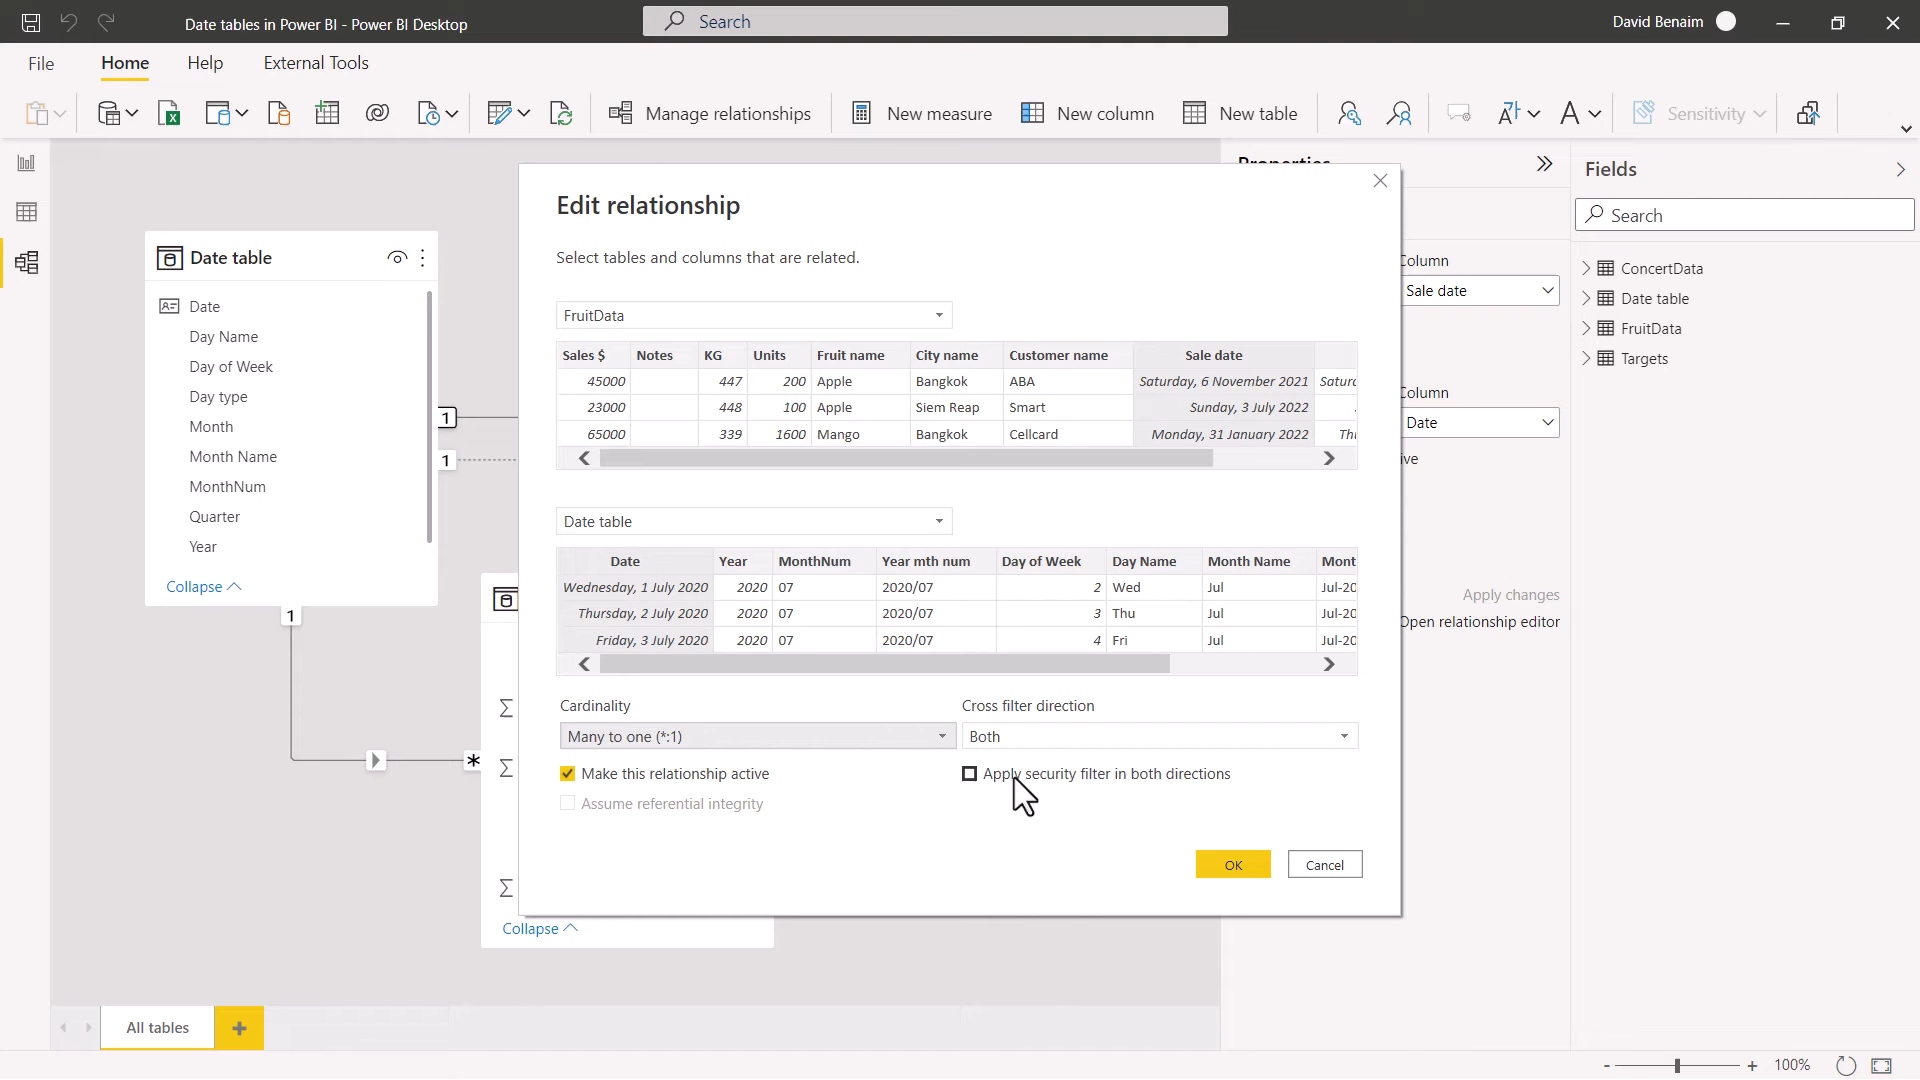 Date tables in Power BI - Power BI Desktop
Search
David Benaim
File
Home
Help
External Tools
Manage relationships
New measure
New column
New table
Sensitivity
Properties
Fields
Search
ConcertData
Date table
FruitData
Targets
Column
Sale date
Column
Date
ive
Apply changes
Open relationship editor
Date table
Date
Day Name
Day of Week
Day type
Month
Month Name
MonthNum
Quarter
Year
Collapse
1
1
1
*
Collapse
Edit relationship
Select tables and columns that are related.
FruitData
Sales $ Notes KG Units Fruit name City name Customer name Sale date
45000 447 200 Apple Bangkok ABA Saturday, 6 November 2021 Saturd
23000 448 100 Apple Siem Reap Smart Sunday, 3 July 2022
65000 339 1600 Mango Bangkok Cellcard Monday, 31 January 2022 Thu
Date table
Date Year MonthNum Year mth num Day of Week Day Name Month Name Mont
Wednesday, 1 July 2020 2020 07 2020/07 2 Wed Jul Jul-20
Thursday, 2 July 2020 2020 07 2020/07 3 Thu Jul Jul-20
Friday, 3 July 2020 2020 07 2020/07 4 Fri Jul Jul-20
Cardinality
Many to one (*:1)
Cross filter direction
Both
Make this relationship active
Apply security filter in both directions
Assume referential integrity
OK
Cancel
All tables
- + 100%